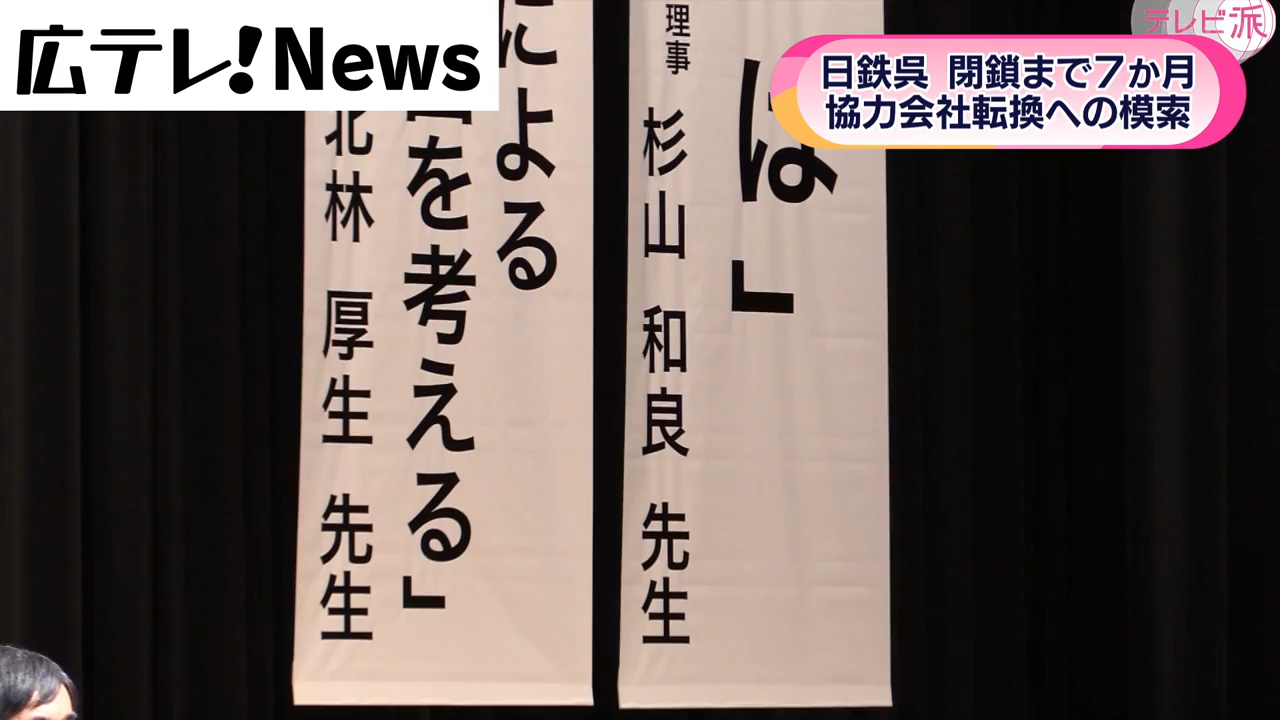 広テレ!News
テレビ派
日鉄呉 閉鎖まで7か月
協力会社転換への模索
は」
理事 杉山 和良 先生
による
を考える」
北林 厚生 先生